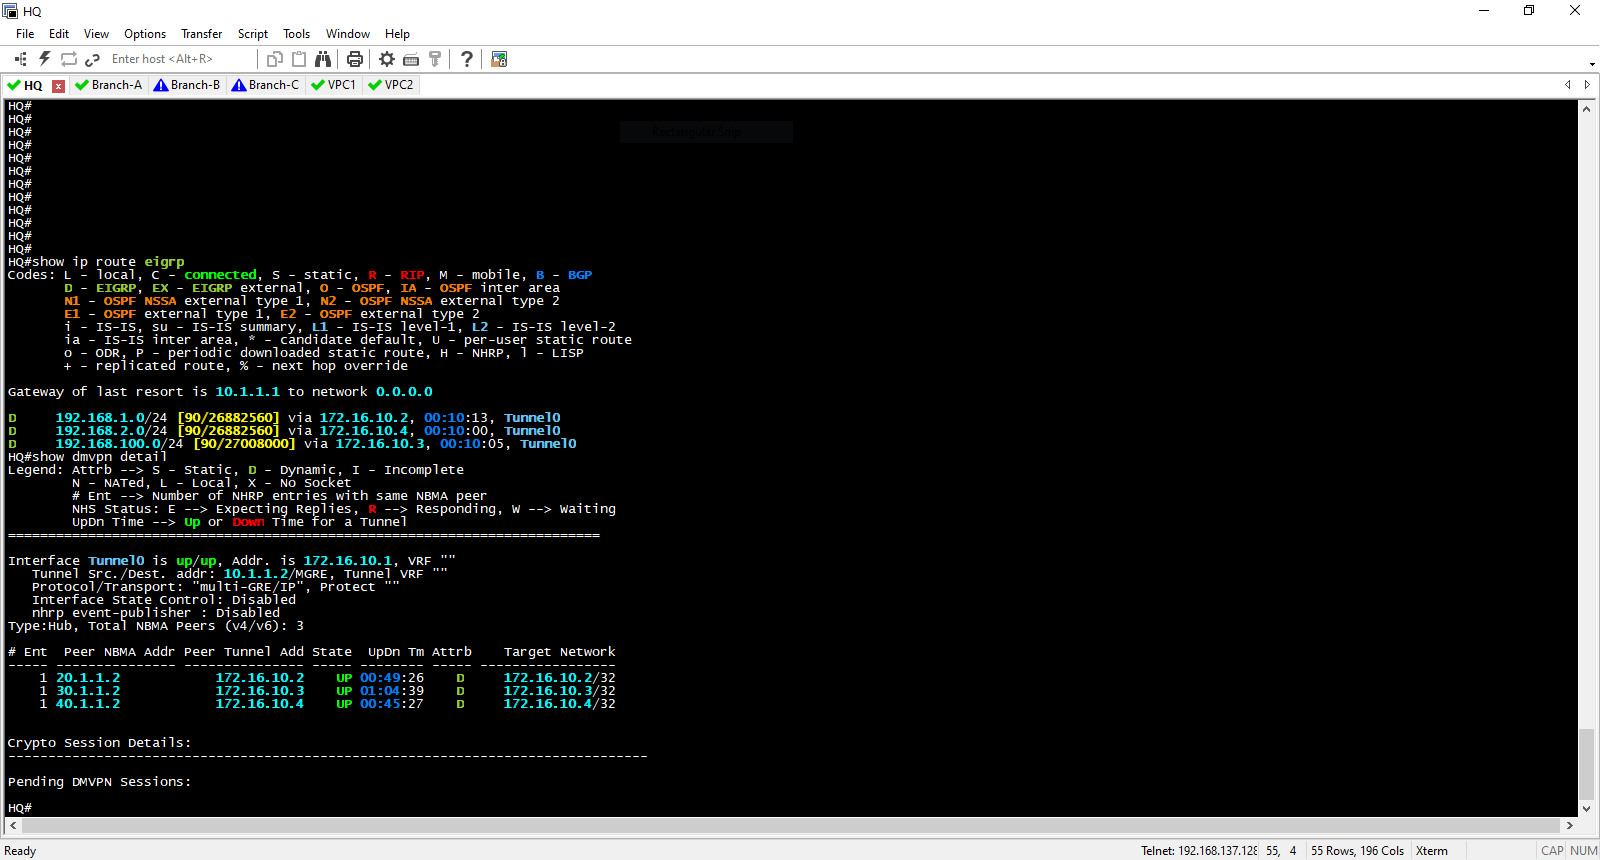 HQ
File Edit View Options Transfer Script Tools Window Help
Enter host <Alt+R>
HQ Branch-A Branch-B Branch-C VPC1 VPC2
HQ#
HQ#
HQ#
HQ#
HQ#
HQ#
HQ#
HQ#
HQ#
HQ#
HQ#
HQ#
HQ#show ip route eigrp
Codes: L - local, C - connected, S - static, R - RIP, M - mobile, B - BGP
D - EIGRP, EX - EIGRP external, O - OSPF, IA - OSPF inter area
N1 - OSPF NSSA external type 1, N2 - OSPF NSSA external type 2
E1 - OSPF external type 1, E2 - OSPF external type 2
i - IS-IS, su - IS-IS summary, L1 - IS-IS level-1, L2 - IS-IS level-2
ia - IS-IS inter area, * - candidate default, U - per-user static route
o - ODR, P - periodic downloaded static route, H - NHRP, l - LISP
+ - replicated route, % - next hop override
Gateway of last resort is 10.1.1.1 to network 0.0.0.0
D 192.168.1.0/24 [90/26882560] via 172.16.10.2, 00:10:13, Tunnel0
D 192.168.2.0/24 [90/26882560] via 172.16.10.4, 00:10:00, Tunnel0
D 192.168.100.0/24 [90/27008000] via 172.16.10.3, 00:10:05, Tunnel0
HQ#show dmvpn detail
Legend: Attrb --> S - Static, D - Dynamic, I - Incomplete
N - NATed, L - Local, X - No Socket
# Ent --> Number of NHRP entries with same NBMA peer
NHS Status: E --> Expecting Replies, R --> Responding, W --> Waiting
UpDn Time --> Up or Down Time for a Tunnel
==========================================================================
Interface Tunnel0 is up/up, Addr. is 172.16.10.1, VRF ""
Tunnel Src./Dest. addr: 10.1.1.2/MGRE, Tunnel VRF ""
Protocol/Transport: "multi-GRE/IP", Protect ""
Interface State Control: Disabled
nhrp event-publisher : Disabled
Type:Hub, Total NBMA Peers (v4/v6): 3
# Ent Peer NBMA Addr Peer Tunnel Add State UpDn Tm Attrb Target Network
----- --------------- --------------- ----- -------- ----- -----------------
1 20.1.1.2 172.16.10.2 UP 00:49:26 D 172.16.10.2/32
1 30.1.1.2 172.16.10.3 UP 01:04:39 D 172.16.10.3/32
1 40.1.1.2 172.16.10.4 UP 00:45:27 D 172.16.10.4/32
Crypto Session Details:
--------------------------------------------------------------------------------
Pending DMVPN Sessions:
HQ#
Ready Telnet: 192.168.137.128 55, 4 55 Rows, 196 Cols Xterm CAP NUM